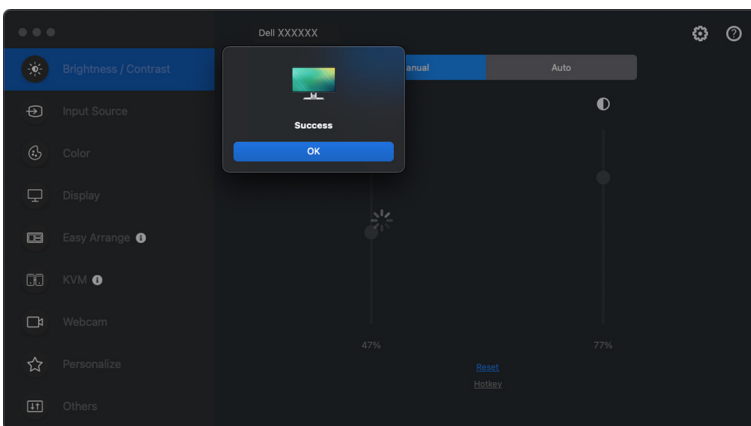 Dell XXXXXX
Brightness / Contrast
Input Source
Color
Display
Easy Arrange
KVM
Webcam
Personalize
Others
Success
OK
anual
Auto
47%
77%
Reset
Hotkey